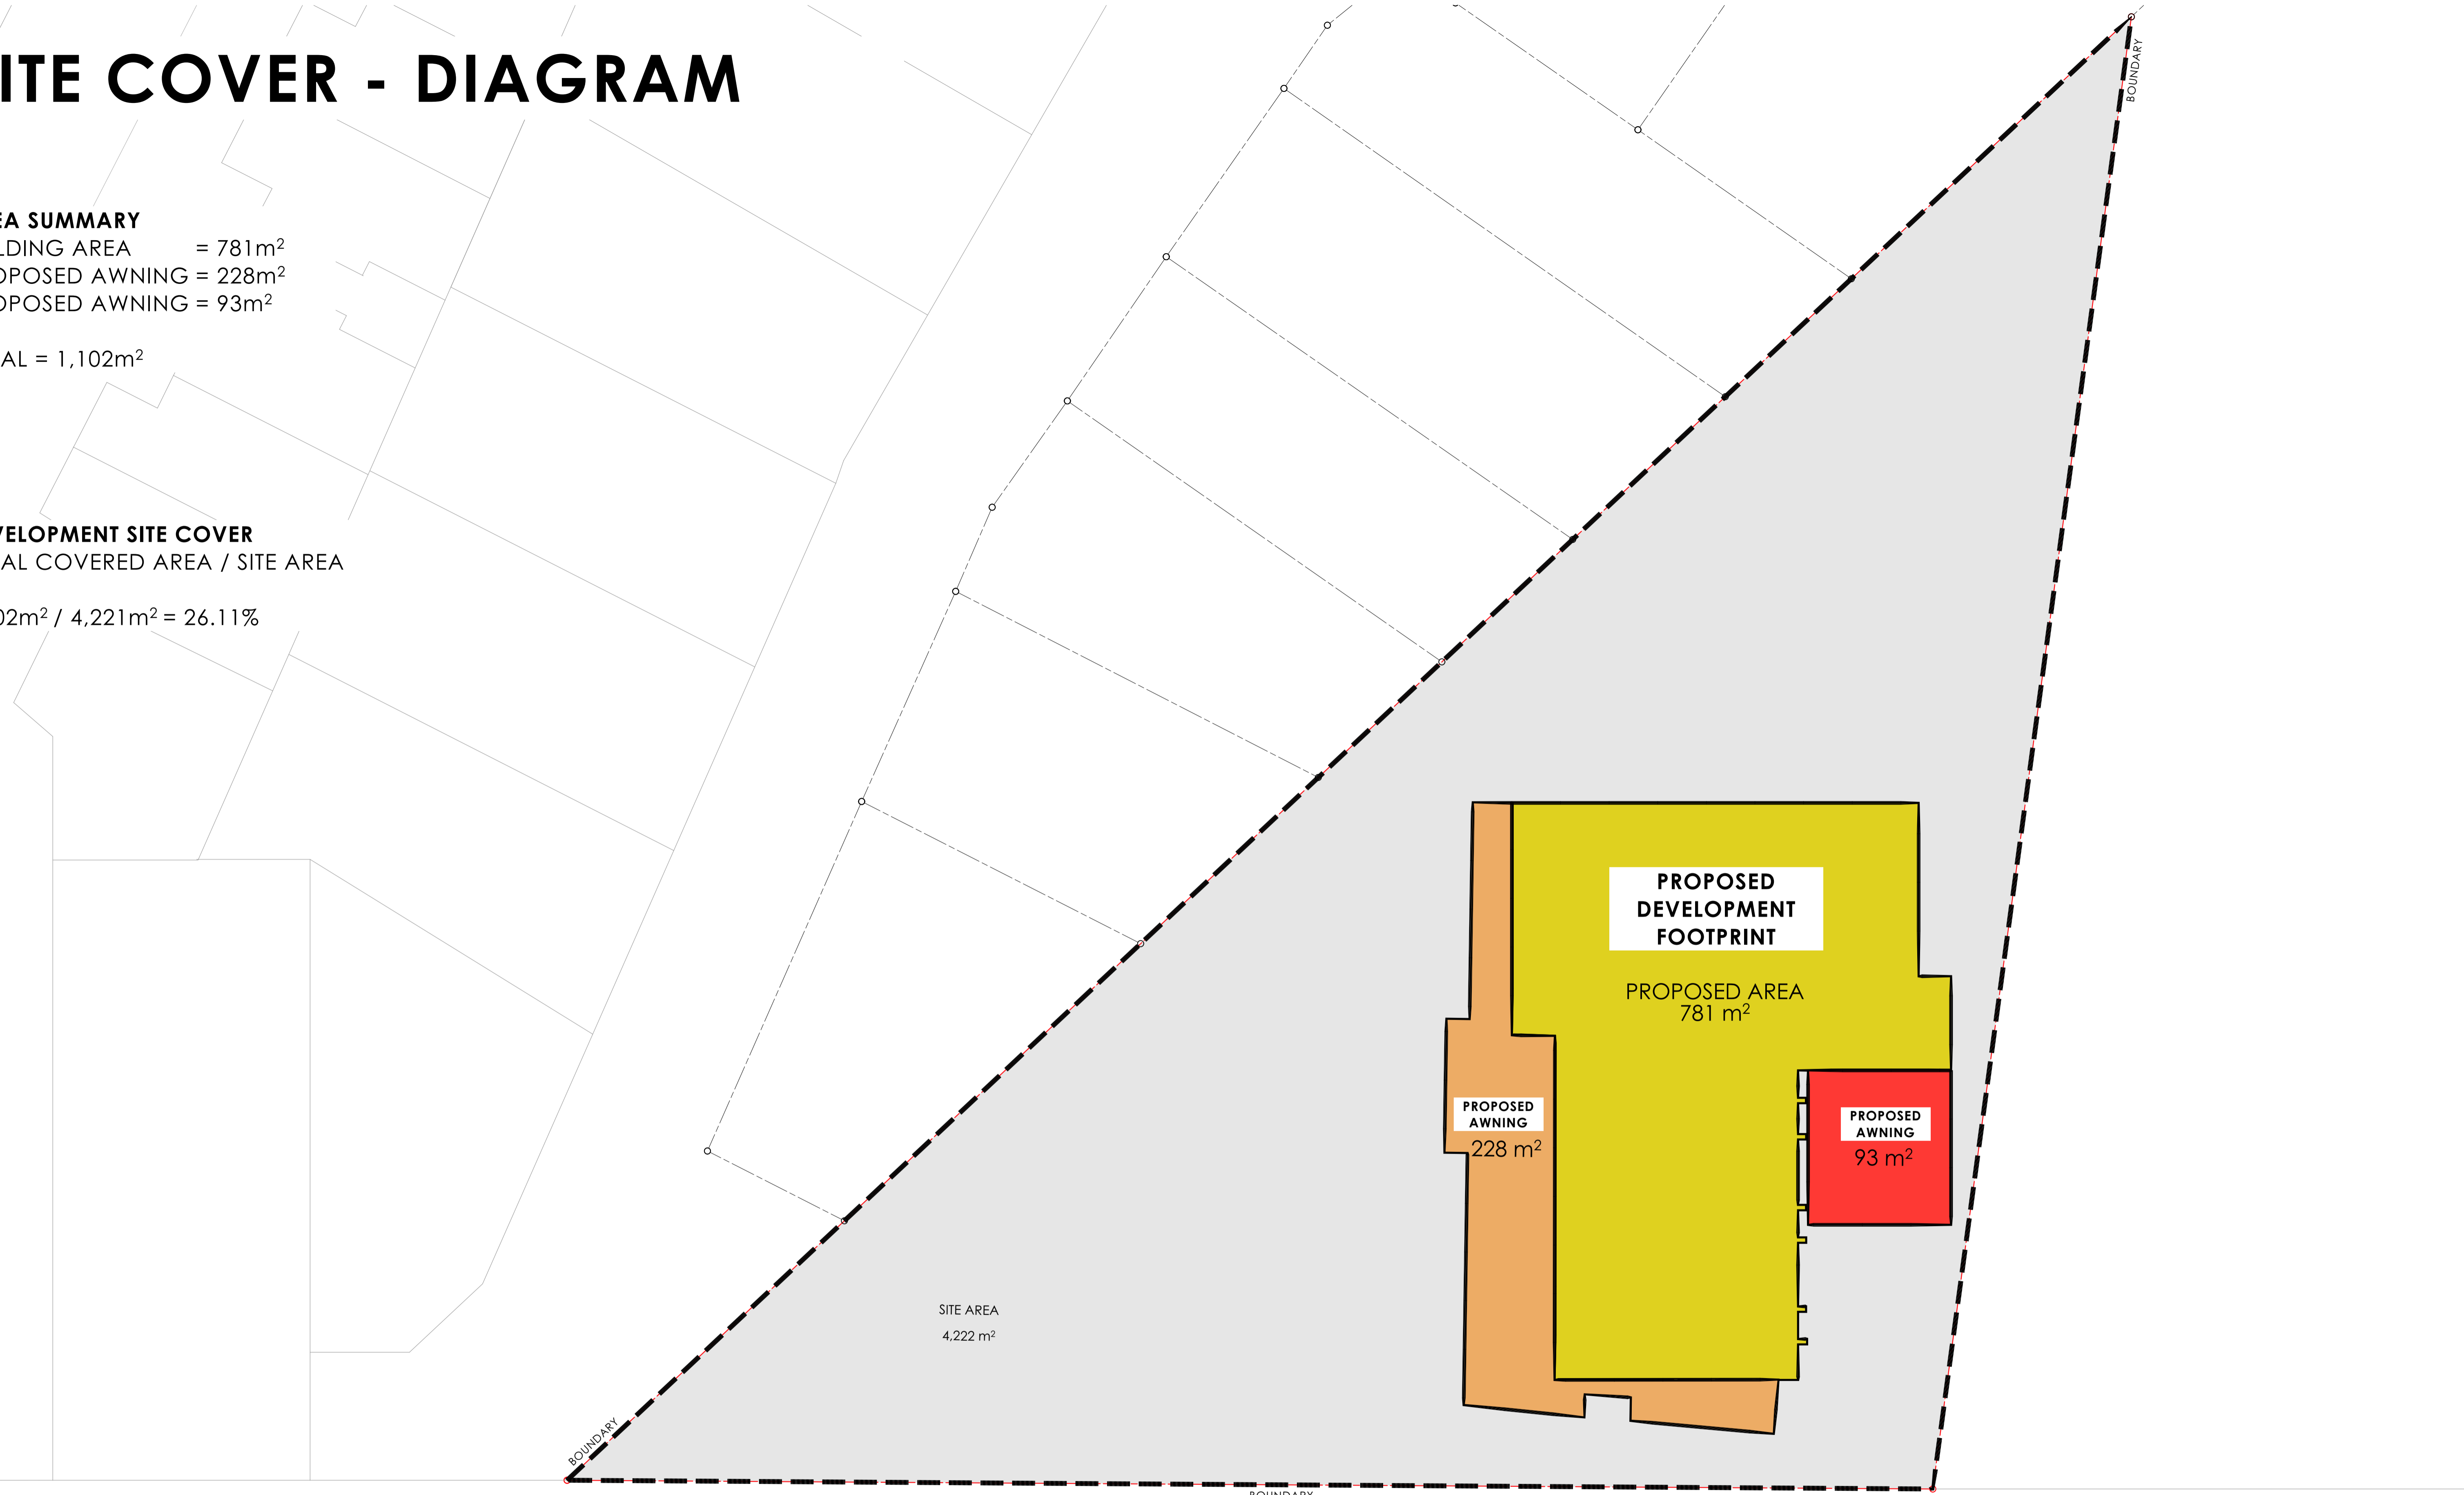 ITE COVER - DIAGRAM
EA SUMMARY
LDING AREA = 781m²
OPOSED AWNING = 228m²
OPOSED AWNING = 93m²
AL = 1,102m²
VELOPMENT SITE COVER
AL COVERED AREA / SITE AREA
02m² / 4,221m² = 26.11%
BOUNDARY
PROPOSED
DEVELOPMENT
FOOTPRINT
PROPOSED AREA
781 m²
PROPOSED
AWNING
228 m²
PROPOSED
AWNING
93 m²
SITE AREA
4,222 m²
BOUNDARY
BOUNDARY